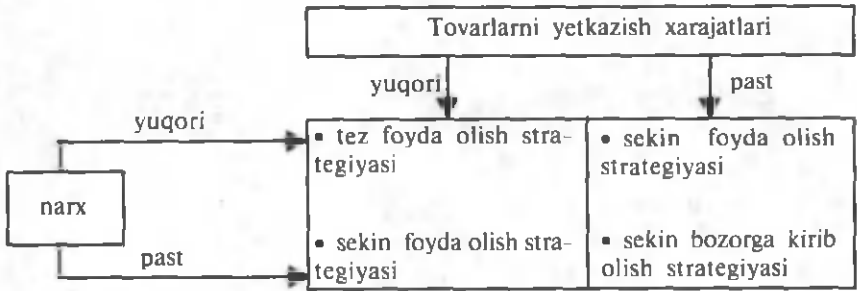 Tovarlarni yetkazish xarajatlari
yuqori
past
yuqori
▪ tez foyda olish stra-
tegiyasi
• sekin foyda olish
strategiyasi
narx
past
▪ sekin foyda olish stra-
tegiyasi
▪ sekin bozorga kirib
olish strategiyasi